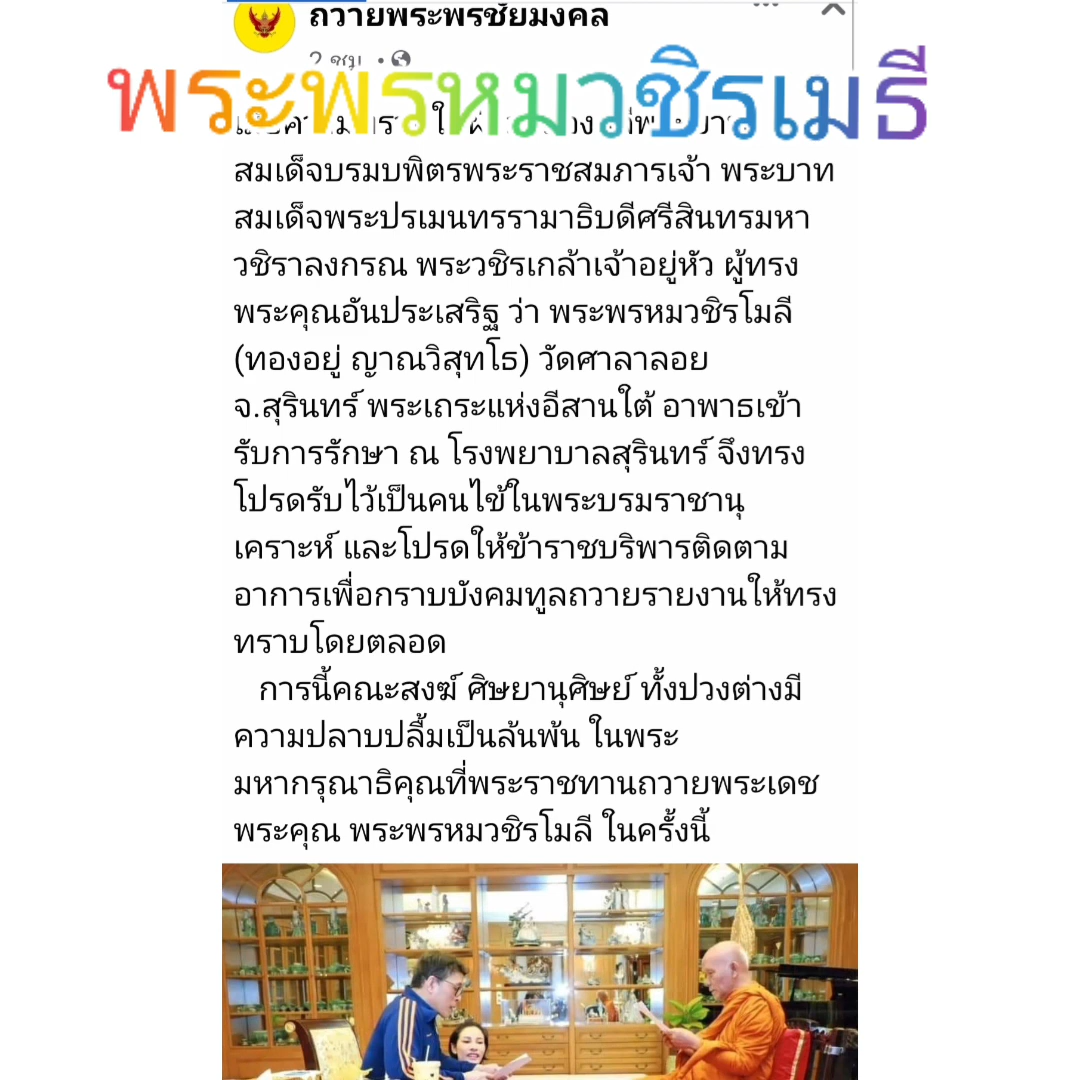 ถวายพระพรชัยมงคล
2 ชม.
พระพรหมวชิรเมธี
สมเด็จบรมบพิตรพระราชสมภารเจ้า พระบาท
สมเด็จพระปรเมนทรรามาธิบดีศรีสินทรมหา
วชิราลงกรณ พระวชิรเกล้าเจ้าอยู่หัว ผู้ทรง
พระคุณอันประเสริฐ ว่า พระพรหมวชิรโมลี
(ทองอยู่ ญาณวิสุทโธ) วัดศาลาลอย
จ.สุรินทร์ พระเถระแห่งอีสานใต้ อาพาธเข้า
รับการรักษา ณ โรงพยาบาลสุรินทร์ จึงทรง
โปรดรับไว้เป็นคนไข้ในพระบรมราชานุ
เคราะห์ และโปรดให้ข้าราชบริพารติดตาม
อาการเพื่อกราบบังคมทูลถวายรายงานให้ทรง
ทราบโดยตลอด
การนี้คณะสงฆ์ ศิษยานุศิษย์ ทั้งปวงต่างมี
ความปลาบปลื้มเป็นล้นพ้น ในพระ
มหากรุณาธิคุณที่พระราชทานถวายพระเดช
พระคุณ พระพรหมวชิรโมลี ในครั้งนี้